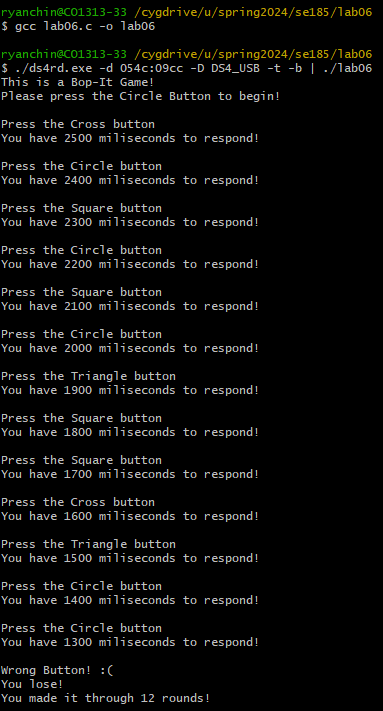 ryanchin@CO1313-33 /cygdrive/u/spring2024/se185/lab06
$ gcc lab06.c -o lab06
ryanchin@CO1313-33 /cygdrive/u/spring2024/se185/lab06
$ ./ds4rd.exe -d 054c:09cc -D DS4_USB -t -b | ./lab06
This is a Bop-It Game!
Please press the Circle Button to begin!
Press the Cross button
You have 2500 miliseconds to respond!
Press the Circle button
You have 2400 miliseconds to respond!
Press the Square button
You have 2300 miliseconds to respond!
Press the Circle button
You have 2200 miliseconds to respond!
Press the Square button
You have 2100 miliseconds to respond!
Press the Circle button
You have 2000 miliseconds to respond!
Press the Triangle button
You have 1900 miliseconds to respond!
Press the Square button
You have 1800 miliseconds to respond!
Press the Square button
You have 1700 miliseconds to respond!
Press the Cross button
You have 1600 miliseconds to respond!
Press the Triangle button
You have 1500 miliseconds to respond!
Press the Circle button
You have 1400 miliseconds to respond!
Press the Circle button
You have 1300 miliseconds to respond!
Wrong Button! :(
You lose!
You made it through 12 rounds!